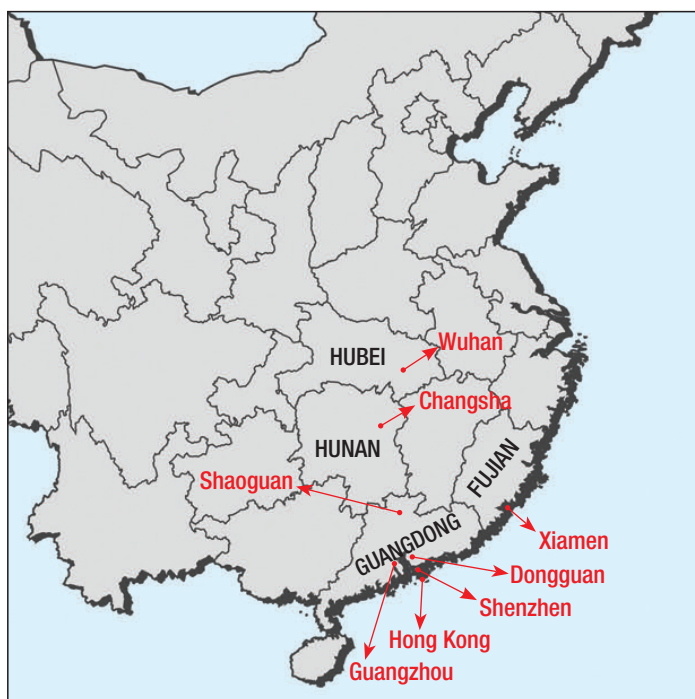 Wuhan
HUBEI
Changsha
HUNAN
Shaoguan
FUJIAN
GUANGDONG
Xiamen
Dongguan
Shenzhen
Hong Kong
Guangzhou